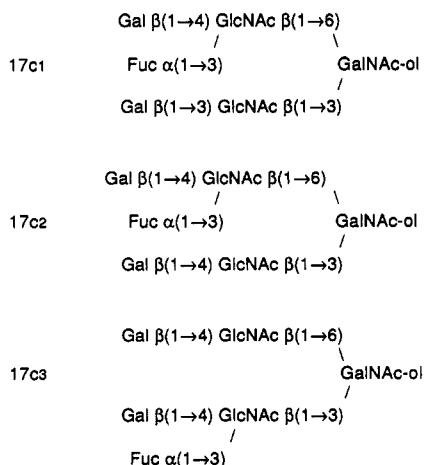 Gal β(1→4) GlcNAc β(1→6)
\
/
17c1 Fuc α(1→3) GalNAc-ol
/
Gal β(1→3) GlcNAc β(1→3)
Gal β(1→4) GlcNAc β(1→6)
/ \
17c2 Fuc α(1→3) GalNAc-ol
/
Gal β(1→4) GlcNAc β(1→3)
Gal β(1→4) GlcNAc β(1→6)
\
17c3 GalNAc-ol
/
Gal β(1→4) GlcNAc β(1→3)
/
Fuc α(1→3)